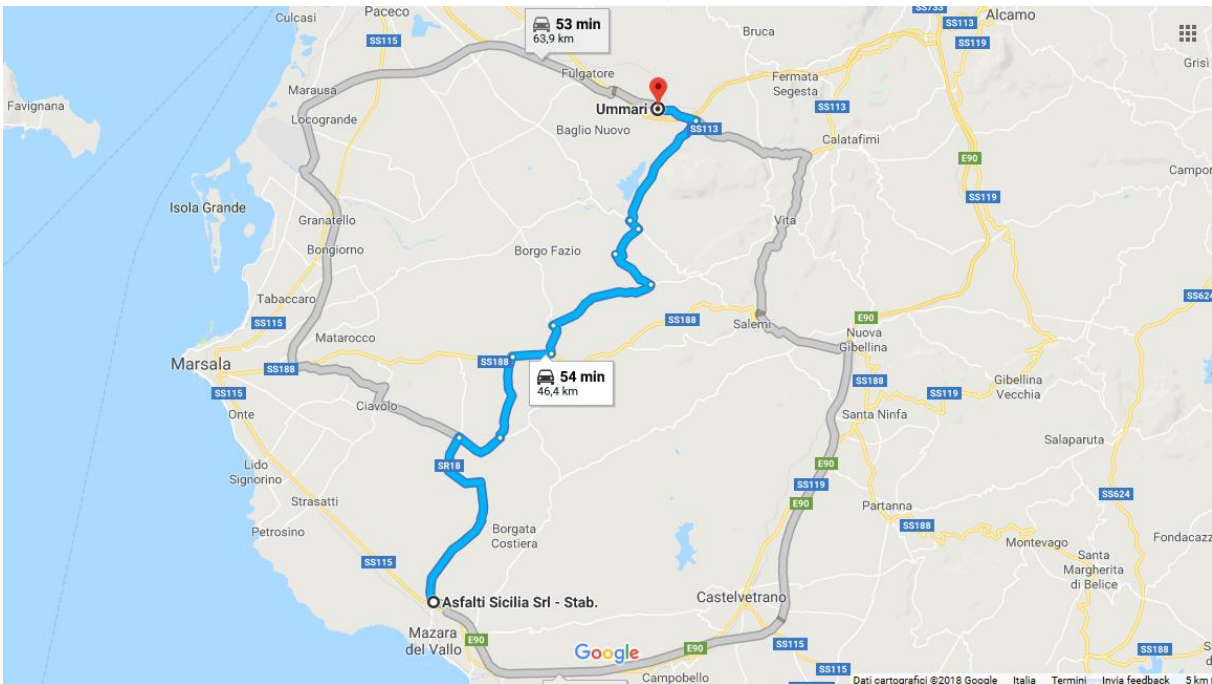 Culcasi
Paceco
SS115
53 min
63,9 km
Bruca
SS733
SS113
Alcamo
SS119
Grisì
Fulgatore
Fermata
Segesta
Marausa
Favignana
Locogrande
Ummari
SS113
SS113
Baglio Nuovo
Calatafimi
E90
Campor
SS119
Isola Grande
Granatello
Vita
Bongiorno
Borgo Fazio
Tabaccaro
SS624
SS115
SS188
Salemi
E90
Matarocco
Nuova
Gibellina
Marsala
SS188
SS188
54 min
46,4 km
SS188
Gibellina
Vecchia
SS115
SS119
Onte
Ciavolo
Santa Ninfa
Salaparuta
Lido
Signorino
SR18
E90
SS119
E90
SS624
Strasatti
Partanna
Petrosino
Borgata
Costiera
SS188
Montevago
Fondacazz
SS115
Santa
Margherita
di Belice
Asfalti Sicilia Srl - Stab.
Castelvetrano
Mazara
del Vallo
E90
Google
E90
SS115
SS188
SS115
Campobello
Dati cartografici ©2018 Google Italia Termini Invia feedback 5 km